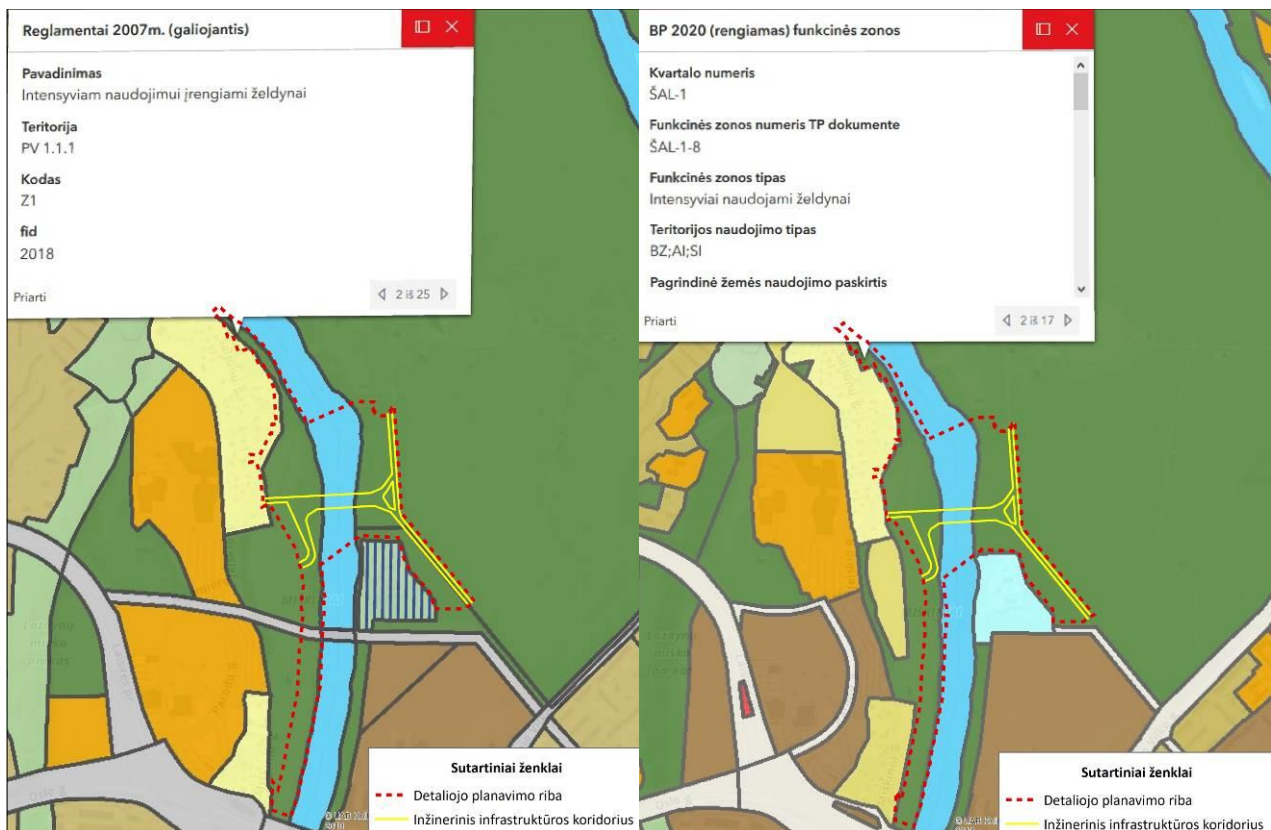 Reglamentai 2007m. (galiojantis)
Pavadinimas
Intensyviam naudojimui įrengiami želdynai
Teritorija
PV 1.1.1
Kodas
Z1
fid
2018
Priarti
2 iš 25
Sutartiniai ženklai
Detaliojo planavimo riba
Inžinerinis infrastruktūros koridorius
BP 2020 (rengiamas) funkcinės zonos
Kvartalo numeris
ŠAL-1
Funkcinės zonos numeris TP dokumente
ŠAL-1-8
Funkcinės zonos tipas
Intensyviai naudojami želdynai
Teritorijos naudojimo tipas
BZ;AI;SI
Pagrindinė žemės naudojimo paskirtis
Priarti
2 iš 17
Sutartiniai ženklai
Detaliojo planavimo riba
Inžinerinis infrastruktūros koridorius